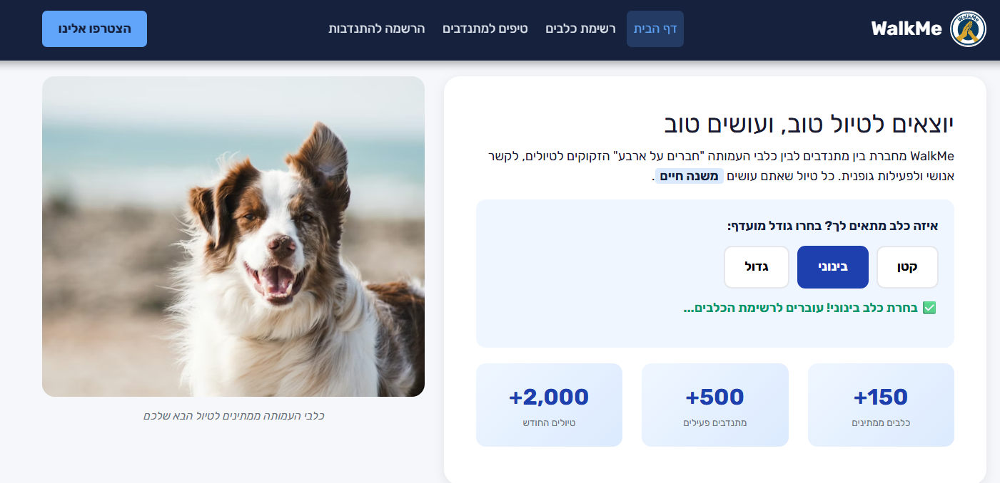 WalkMe
WalkMe
דף הבית
רשימת כלבים
טיפים למתנדבים
הרשמה להתנדבות
הצטרפו אלינו
יוצאים לטיול טוב, ועושים טוב
WalkMe מחברת בין מתנדבים לבין כלבי העמותה "חברים על ארבע" הזקוקים לטיולים, לקשר
אנושי ולפעילות גופנית. כל טיול שאתם עושים משנה חיים.
איזה כלב מתאים לך? בחרו גודל מועדף:
קטן
בינוני
גדול
✅ בחרת כלב בינוני! עוברים לרשימת הכלבים...
150+
כלבים ממתינים
500+
מתנדבים פעילים
2,000+
טיולים החודש
כלבי העמותה ממתינים לטיול הבא שלכם